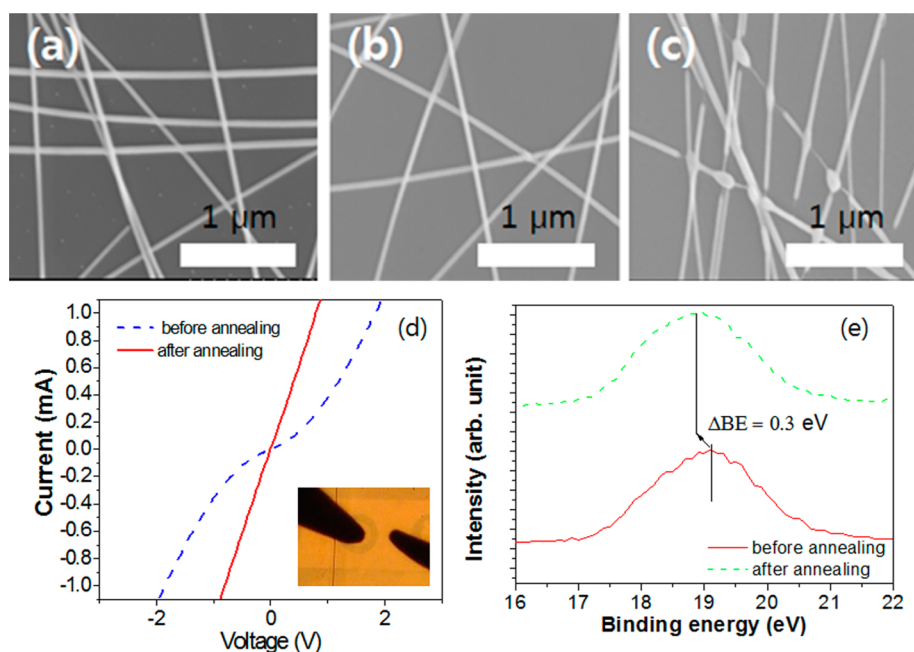 (a)
1 μm
(b)
1 μm
(c)
1 μm
(d)
before annealing
after annealing
Current (mA)
1.0
0.8
0.6
0.4
0.2
0.0
-0.2
-0.4
-0.6
-0.8
-1.0
-2
0
2
Voltage (V)
(e)
ΔBE = 0.3 eV
Intensity (arb. unit)
before annealing
after annealing
16
17
18
19
20
21
22
Binding energy (eV)